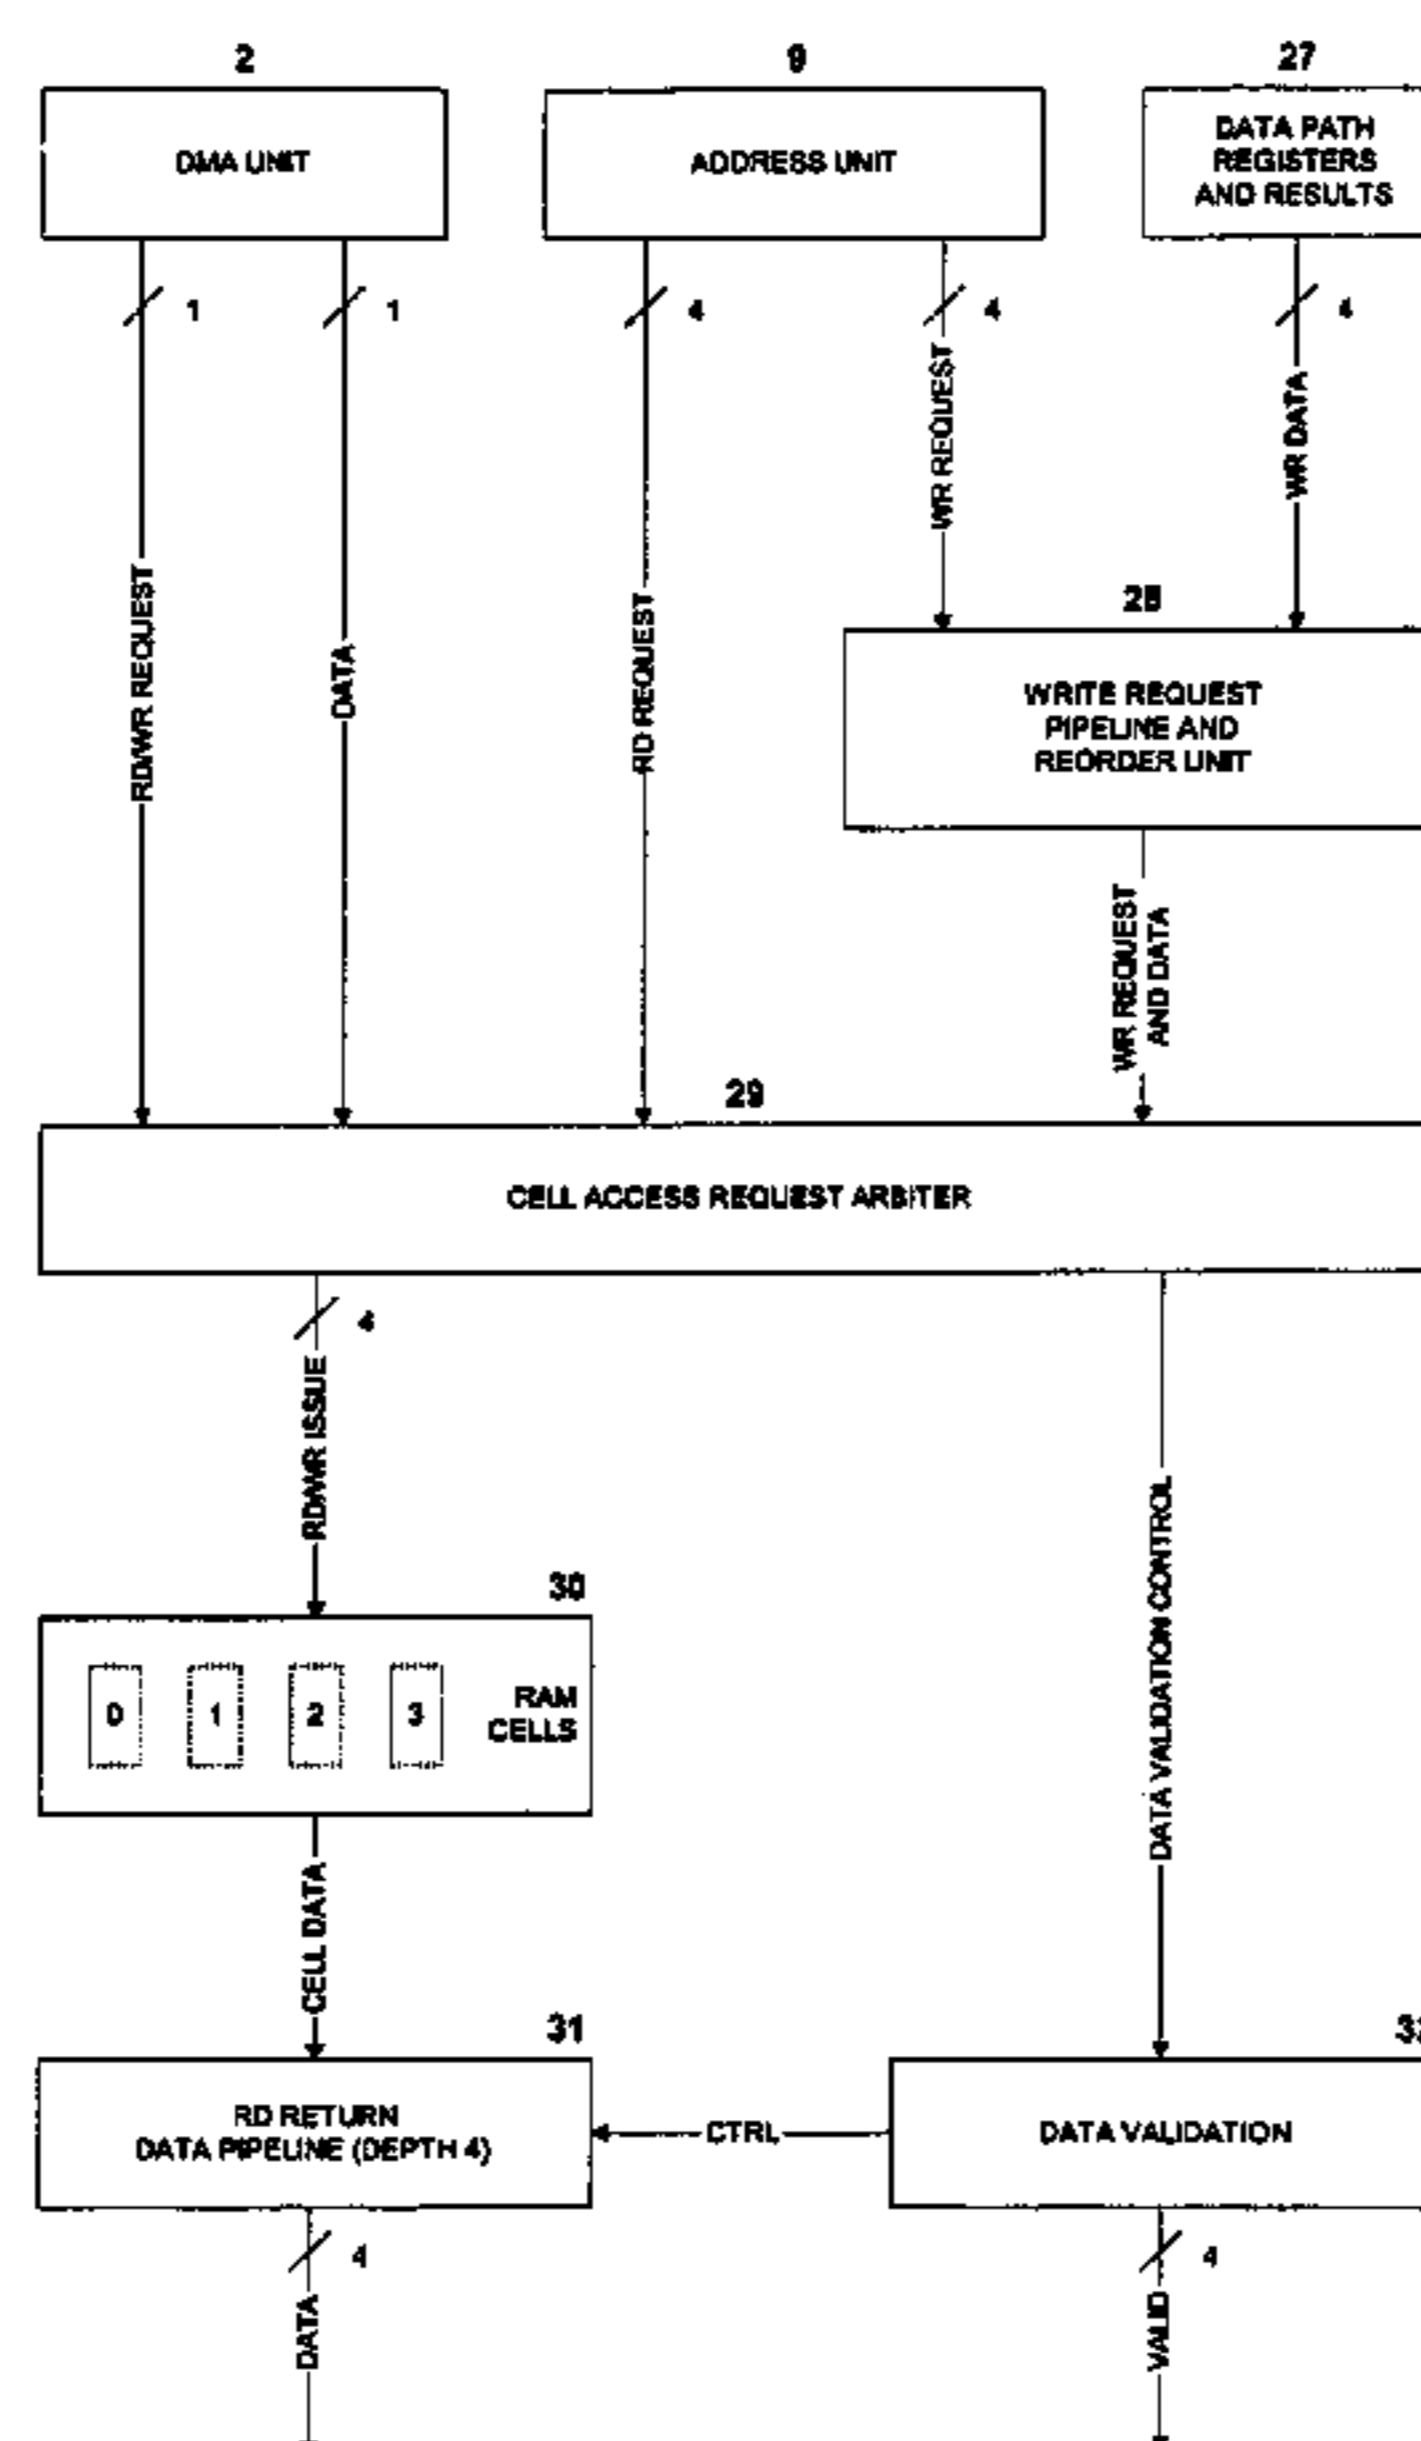 2
9
27
DMA UNIT
ADDRESS UNIT
DATA PATH
REGISTERS
AND RESULTS
1
1
4
4
4
RD/WR REQUEST
DATA
RD REQUEST
WR REQUEST
WR DATA
28
WRITE REQUEST
PIPELINE AND
REORDER UNIT
WR REQUEST
AND DATA
29
CELL ACCESS REQUEST ARBITER
4
RD/WR ISSUE
DATA VALIDATION CONTROL
30
0
1
2
3
RAM
CELLS
CELL DATA
31
RD RETURN
DATA PIPELINE (DEPTH 4)
CTRL
DATA VALIDATION
4
4
DATA
VALID